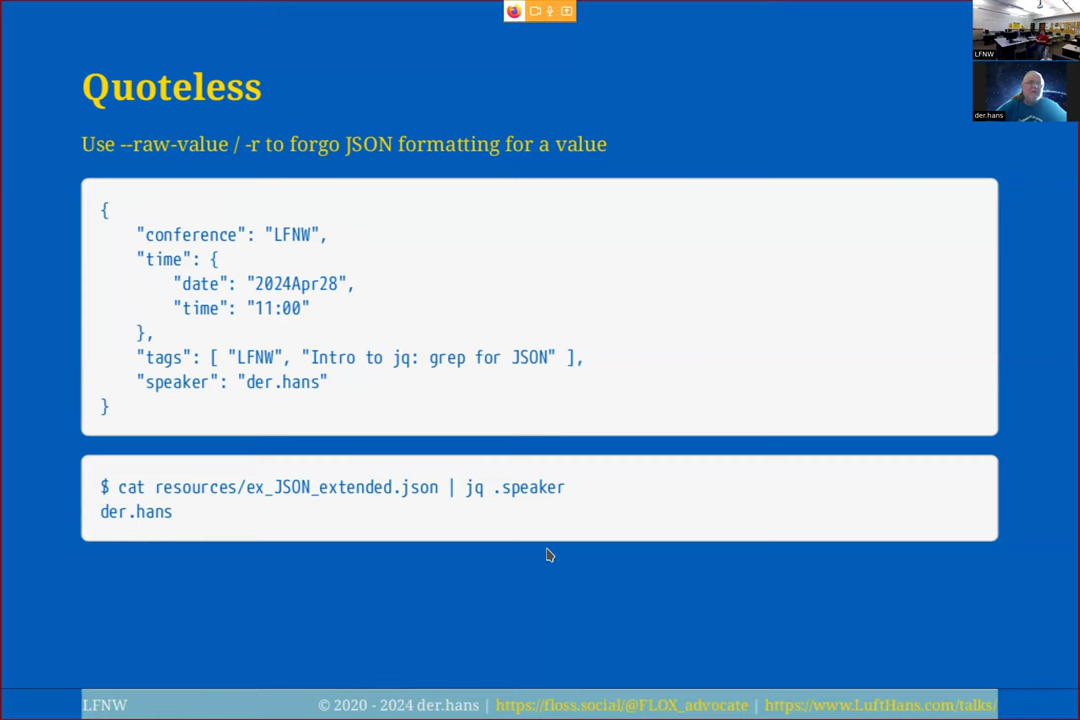 LFNW
der.hans
Quoteless
Use --raw-value / -r to forgo JSON formatting for a value
{
    "conference": "LFNW",
    "time": {
        "date": "2024Apr28",
        "time": "11:00"
    },
    "tags": [ "LFNW", "Intro to jq: grep for JSON" ],
    "speaker": "der.hans"
}
$ cat resources/ex_JSON_extended.json | jq .speaker
der.hans
LFNW © 2020 - 2024 der.hans | https://floss.social/@FLOX_advocate | https://www.LuftHans.com/talks/